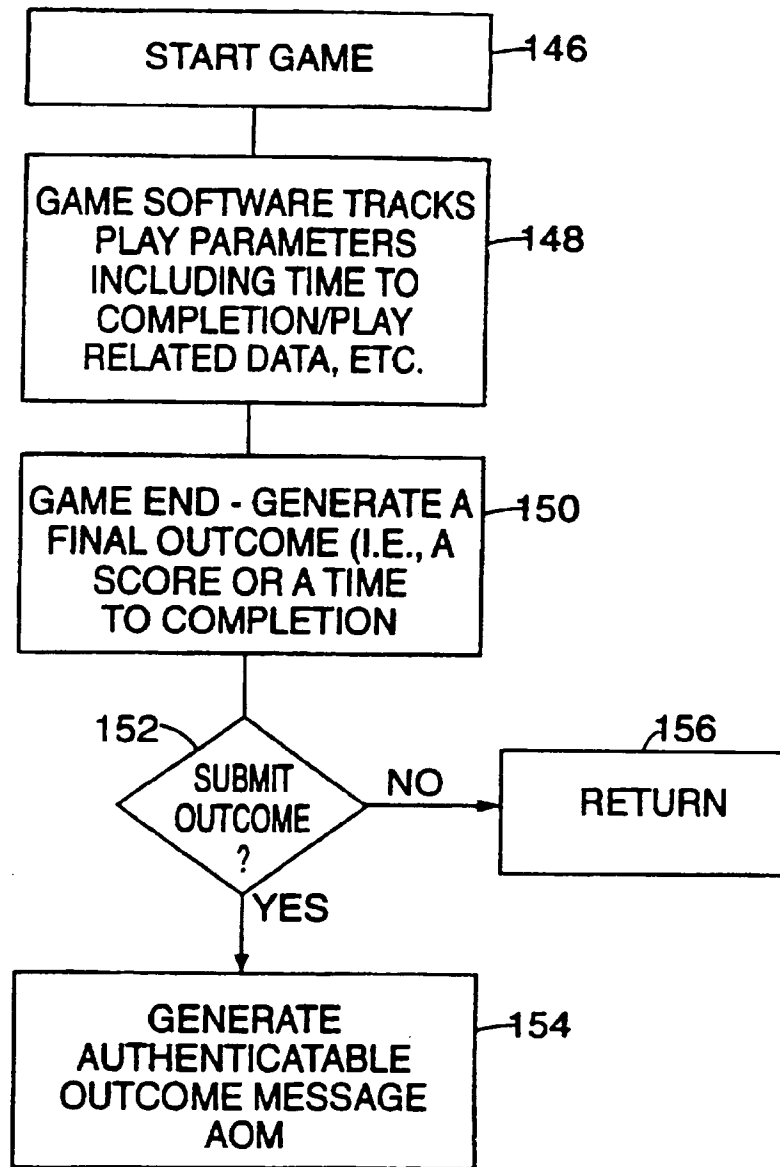 START GAME
146
GAME SOFTWARE TRACKS
PLAY PARAMETERS
INCLUDING TIME TO
COMPLETION/PLAY
RELATED DATA, ETC.
148
GAME END - GENERATE A
FINAL OUTCOME (I.E., A
SCORE OR A TIME
TO COMPLETION
150
152
SUBMIT
OUTCOME
?
NO
156
RETURN
YES
GENERATE
AUTHENTICATABLE
OUTCOME MESSAGE
AOM
154